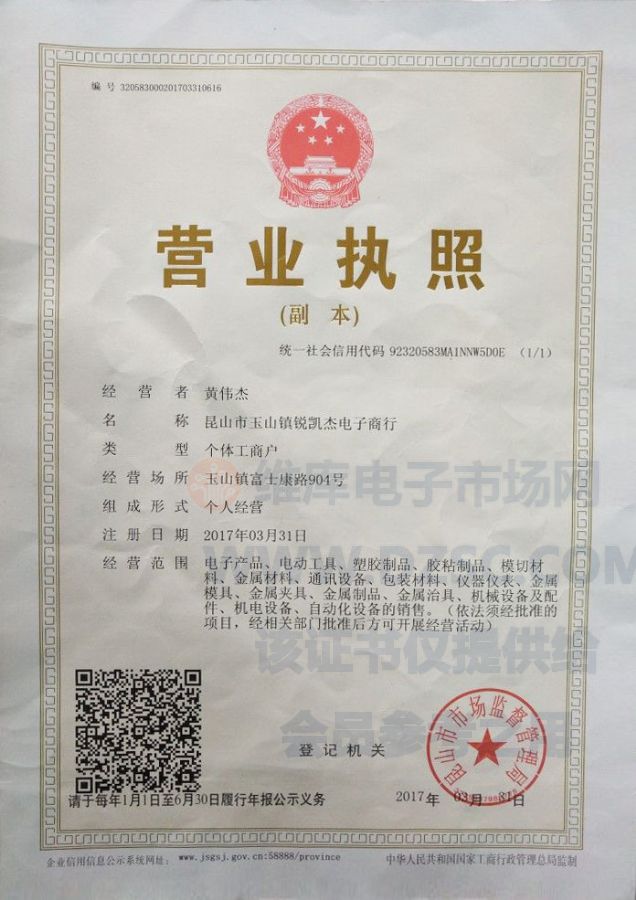 编 号 320583000201703310616
营业执照
(副 本)
统一社会信用代码 92320583MA1NNW5D0E (1/1)
经营者 黄伟杰
名称 昆山市玉山镇锐凯杰电子商行
类型 个体工商户
经营场所 玉山镇富士康路904号
组成形式 个人经营
注册日期 2017年03月31日
经营范围 电子产品、电动工具、塑胶制品、胶粘制品、模切材
料、金属材料、通讯设备、包装材料、仪器仪表、金属
模具、金属夹具、金属制品、金属治具、机械设备及配
件、机电设备、自动化设备的销售。（依法须经批准的
项目，经相关部门批准后方可开展经营活动）
维库电子市场网
WWW.DZSC.COM
该证书仅提供给
会员参考之用
登记机关
昆山市市场监督管理局
2017年 03月 31日
请于每年1月1日至6月30日履行年报公示义务
企业信用信息公示系统网址： www.jsgsj.gov.cn:58888/province
中华人民共和国国家工商行政管理总局监制